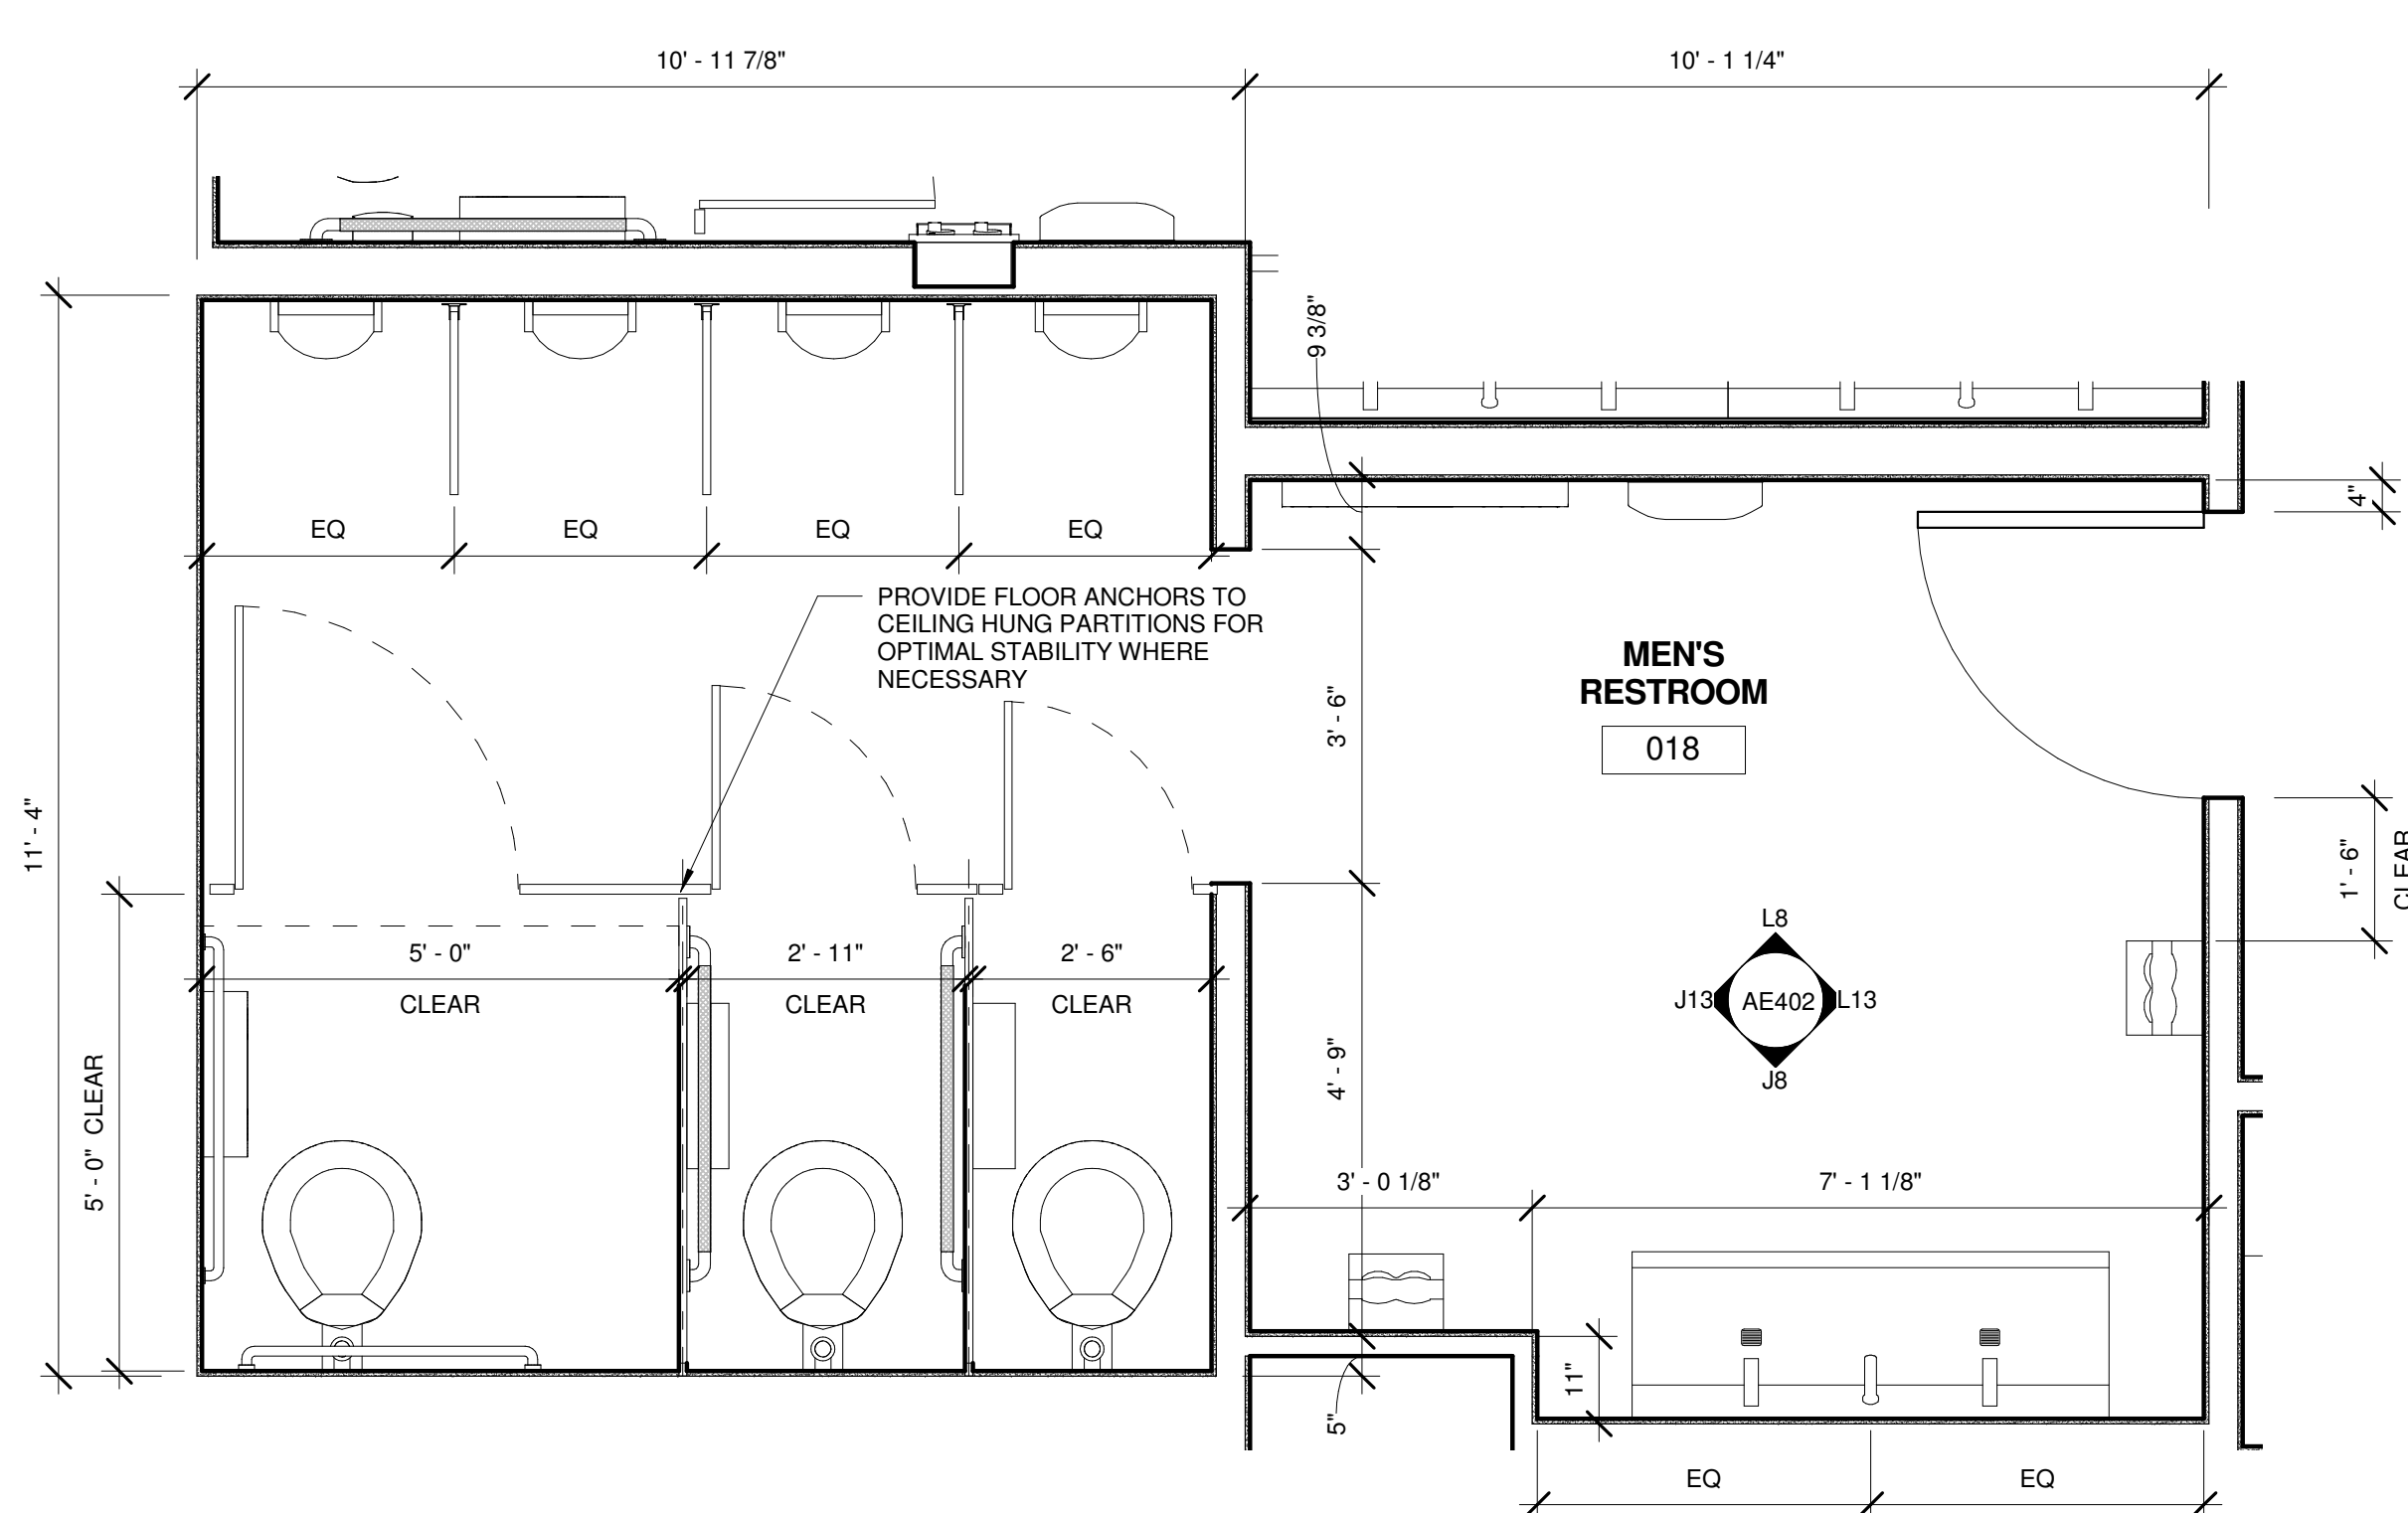 10' - 11 7/8"
10' - 1 1/4"
9 3/8"
4"
EQ
EQ
EQ
EQ
PROVIDE FLOOR ANCHORS TO
CEILING HUNG PARTITIONS FOR
OPTIMAL STABILITY WHERE
NECESSARY
MEN'S
RESTROOM
018
3' - 6"
11' - 4"
1' - 6"
CLEAR
L8
J13
AE402
L13
J8
5' - 0"
CLEAR
2' - 11"
CLEAR
2' - 6"
CLEAR
4' - 9"
5' - 0" CLEAR
3' - 0 1/8"
7' - 1 1/8"
11"
5"
EQ
EQ